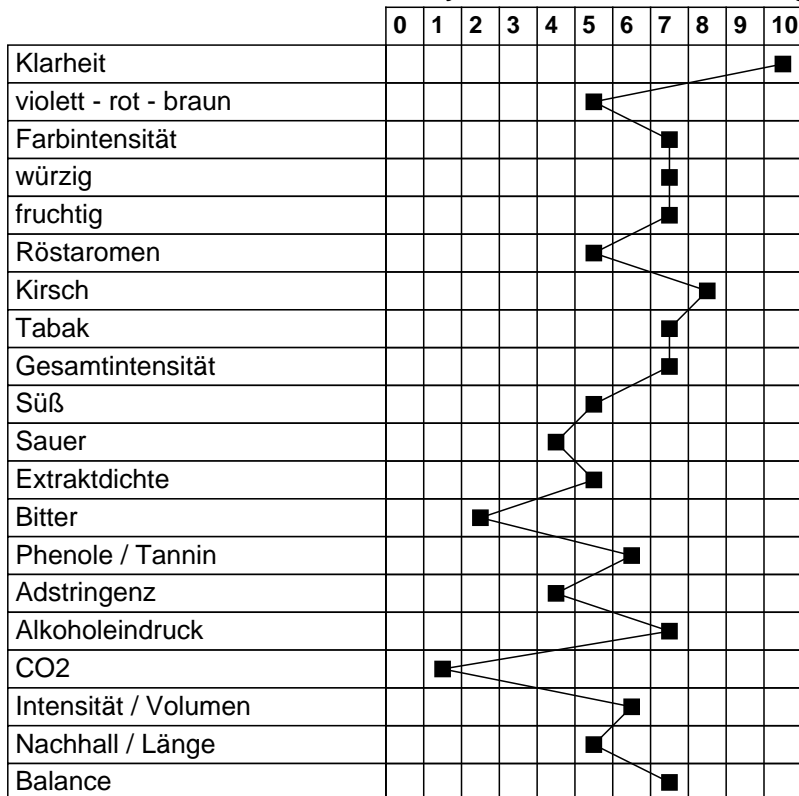 0 1 2 3 4 5 6 7 8 9 10
Klarheit
violett - rot - braun
Farbintensität
würzig
fruchtig
Röstaromen
Kirsch
Tabak
Gesamtintensität
Süß
Sauer
Extraktdichte
Bitter
Phenole / Tannin
Adstringenz
Alkoholeindruck
CO2
Intensität / Volumen
Nachhall / Länge
Balance